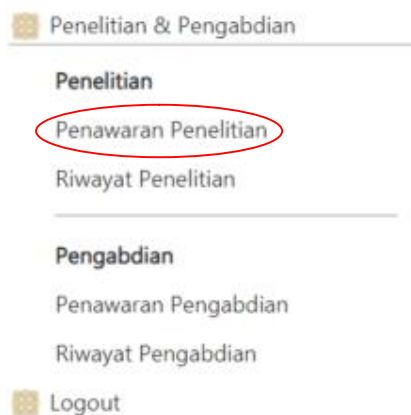 Penelitian & Pengabdian
Penelitian
Penawaran Penelitian
Riwayat Penelitian
Pengabdian
Penawaran Pengabdian
Riwayat Pengabdian
Logout